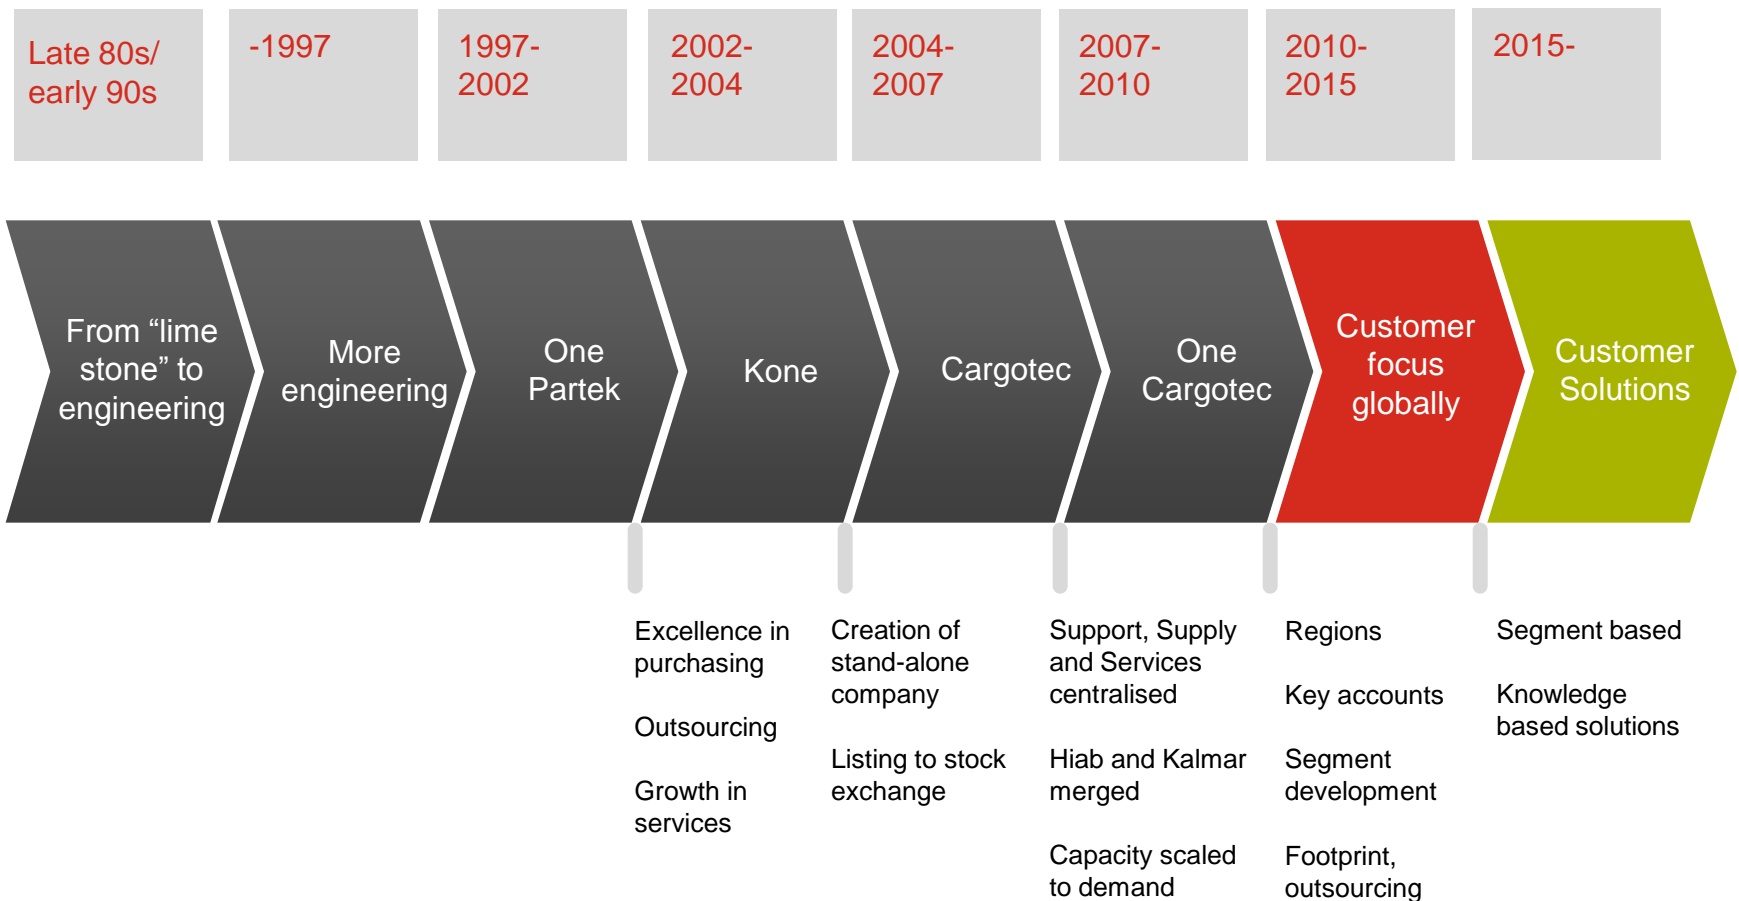 Late 80s/
early 90s
-1997
1997-
2002
2002-
2004
2004-
2007
2007-
2010
2010-
2015
2015-
From “lime
stone” to
engineering
More
engineering
One
Partek
Kone
Cargotec
One
Cargotec
Customer
focus
globally
Customer
Solutions
Excellence in
purchasing
Outsourcing
Growth in
services
Creation of
stand-alone
company
Listing to stock
exchange
Support, Supply
and Services
centralised
Hiab and Kalmar
merged
Capacity scaled
to demand
Regions
Key accounts
Segment
development
Footprint,
outsourcing
Segment based
Knowledge
based solutions